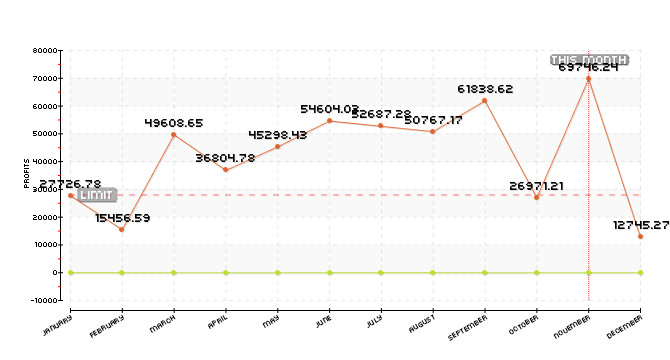 80000
THIS MONTH
70000
69746.24
61838.62
60000
54604.03
52687.28
50767.17
50000
49608.65
45298.43
40000
36804.78
PROFITS
30000
27726.78
LIMIT
26971.21
20000
15456.59
12745.27
10000
0
-10000
JANUARY
FEBRUARY
MARCH
APRIL
MAY
JUNE
JULY
AUGUST
SEPTEMBER
OCTOBER
NOVEMBER
DECEMBER